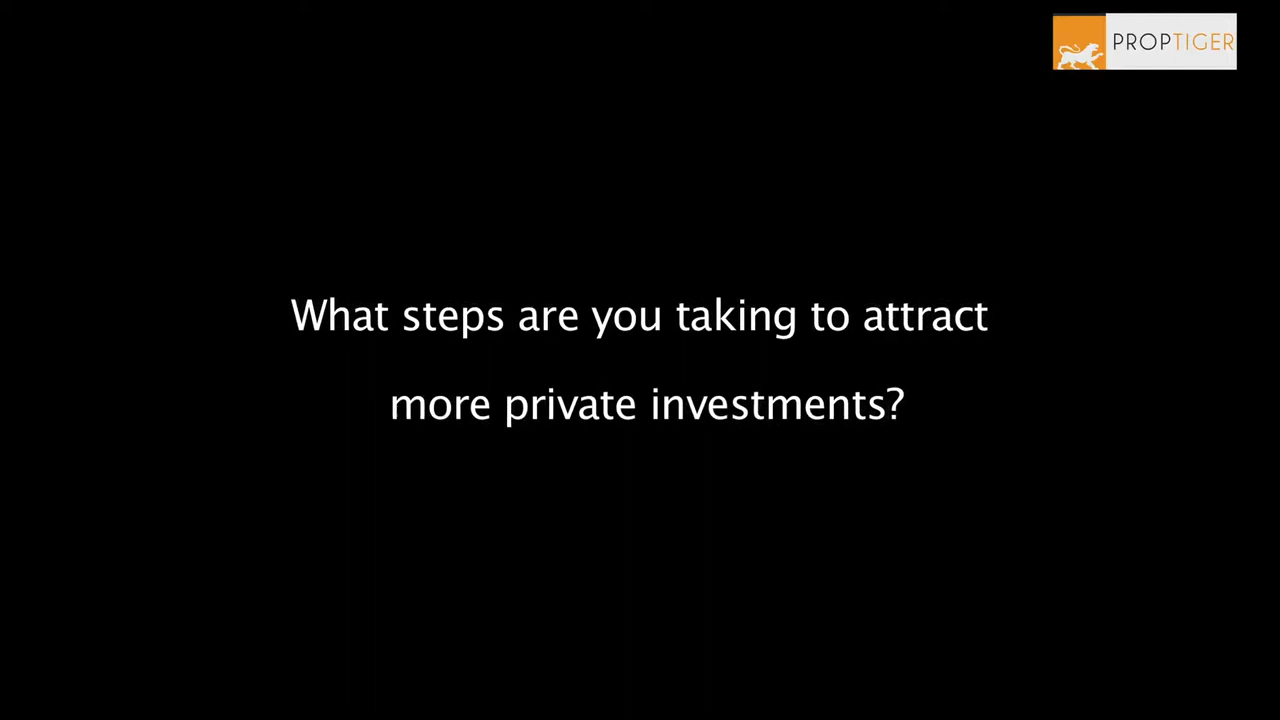 PROPTIGER
What steps are you taking to attract
more private investments?